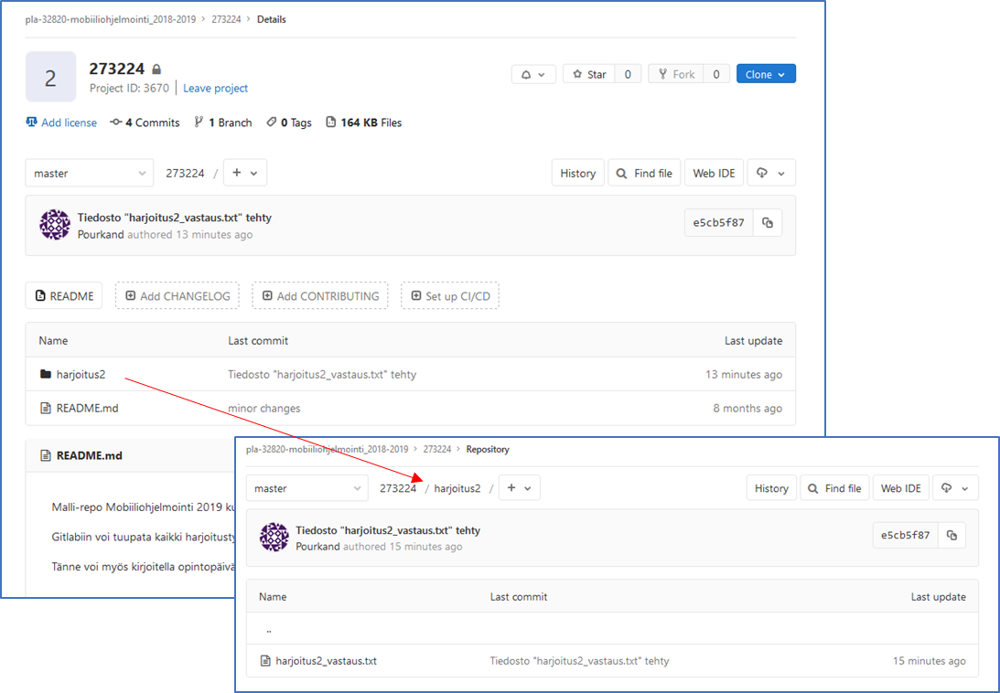 pla-32820-mobiiliohjelmointi_2018-2019 > 273224 > Details
2
273224
Project ID: 3670 | Leave project
Star 0 Fork 0 Clone
Add license 4 Commits 1 Branch 0 Tags 164 KB Files
master 273224 / + History Find file Web IDE
Tiedosto "harjoitus2_vastaus.txt" tehty
Pourkand authored 13 minutes ago
e5cb5f87
README Add CHANGELOG Add CONTRIBUTING Set up CI/CD
Name Last commit Last update
harjoitus2 Tiedosto "harjoitus2_vastaus.txt" tehty 13 minutes ago
README.md minor changes 8 months ago
README.md
Malli-repo Mobiiliohjelmointi 2019 ku
Gitlabiin voi tuupata kaikki harjoitusty
Tänne voi myös kirjoitella opintopäivä
pla-32820-mobiiliohjelmointi_2018-2019 > 273224 > Repository
master 273224 / harjoitus2 / + History Find file Web IDE
Tiedosto "harjoitus2_vastaus.txt" tehty
Pourkand authored 15 minutes ago
e5cb5f87
Name Last commit Last update
..
harjoitus2_vastaus.txt Tiedosto "harjoitus2_vastaus.txt" tehty 15 minutes ago